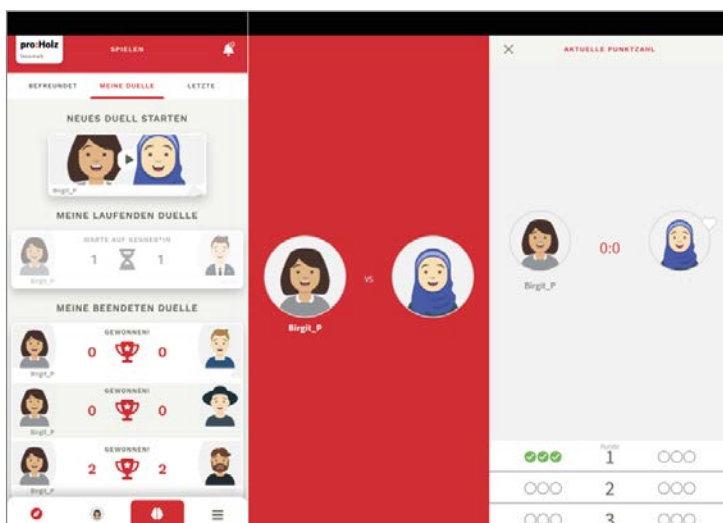 pro:Holz
Steiermark
SPIELEN
BEFREUNDET
MEINE DUELLE
LETZTE
NEUES DUELL STARTEN
Birgit_P
MEINE LAUFENDEN DUELLE
WARTE AUF GEGNER*IN
1 1
Birgit_P
MEINE BEENDETEN DUELLE
GEWONNEN!
0 0
Birgit_P
GEWONNEN!
0 0
Birgit_P
GEWONNEN!
2 2
Birgit_P
VS
Birgit_P
AKTUELLE PUNKTZAHL
0:0
Birgit_P
Runde
1
2
3